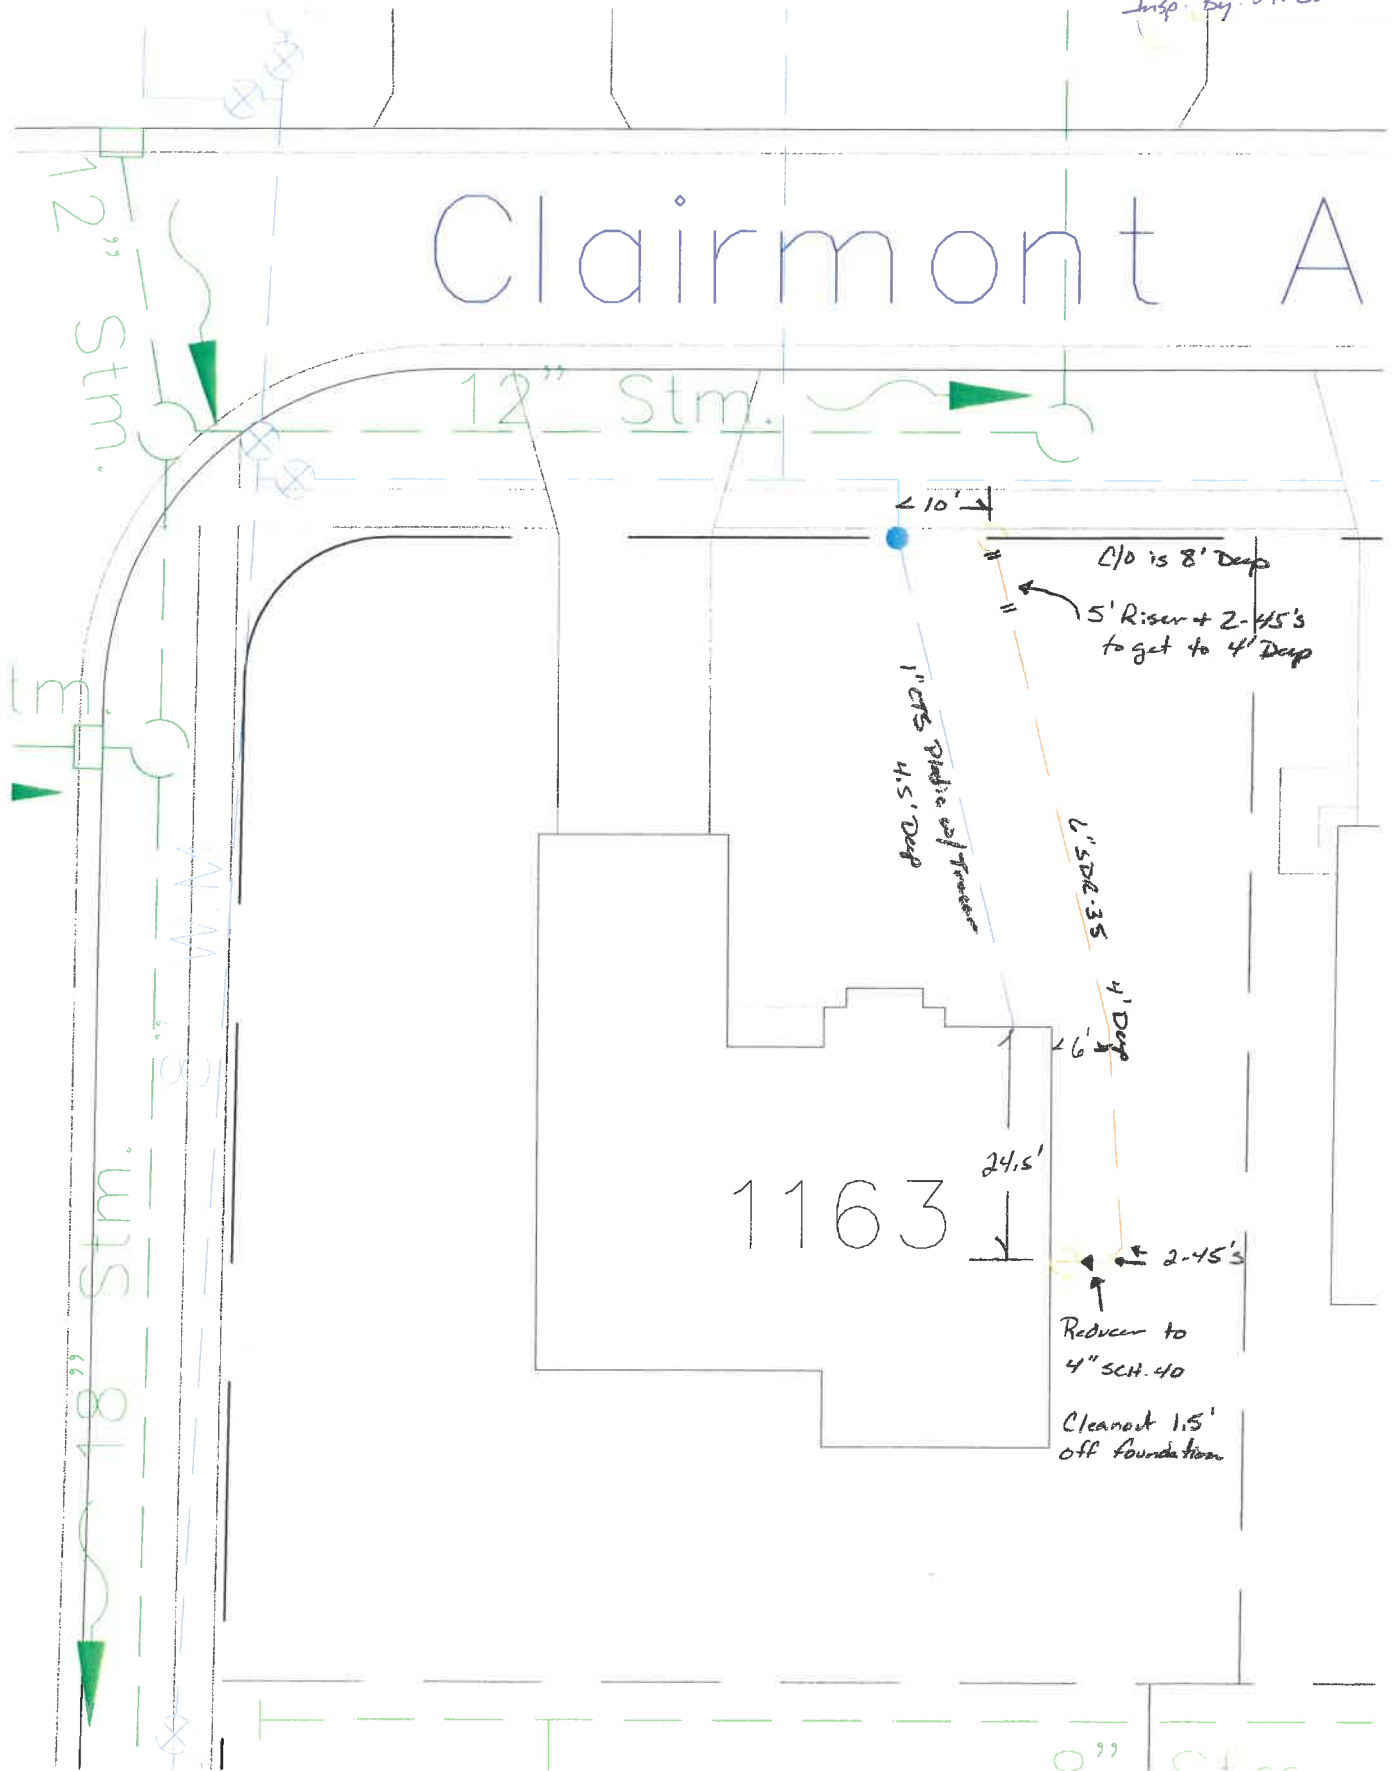 Insp. By:
12" Stm.
Clairmont A
12" Stm.
< 10'
C/O is 8' Deep
5' Riser + 2-45's
to get to 4' Deep
tm.
1" CTS Plastic w/ Tracer
4.5' Deep
6" SDR-35 4' Deep
W.M.
8"
6'
24.5'
1163
2-45's
Reducer to
4" SCH. 40
Cleanout 1.5'
off foundation
18" Stm.